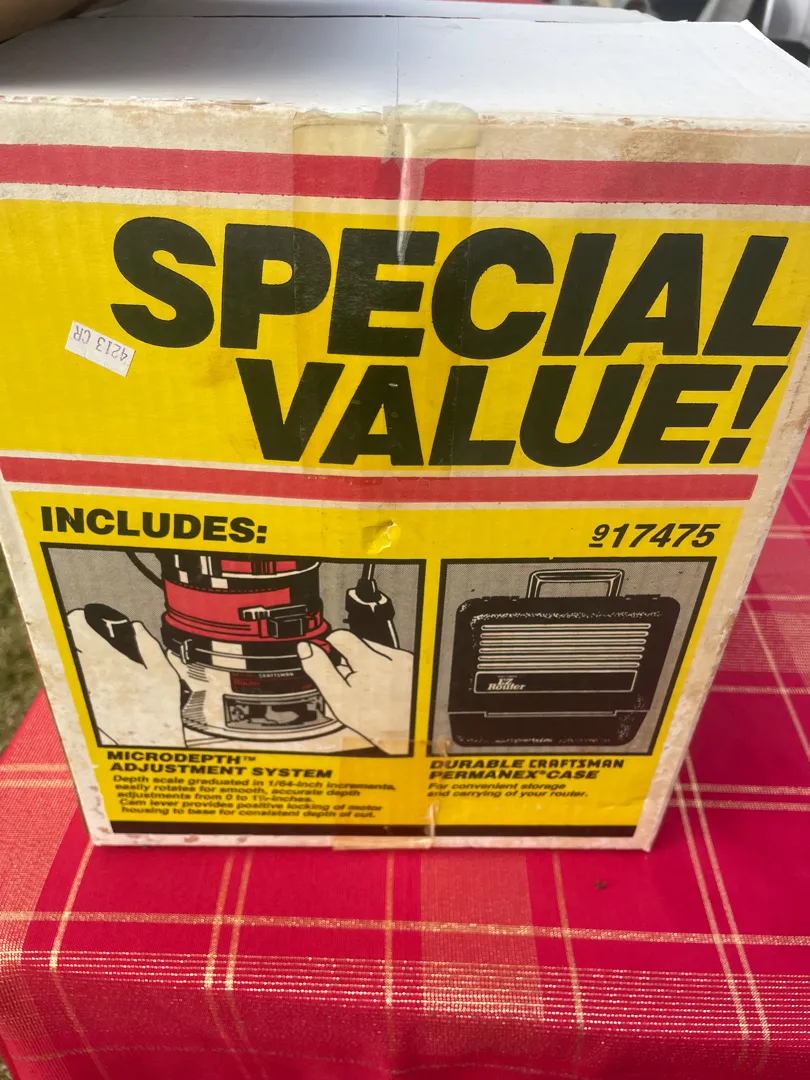 SPECIAL
VALUE!
4213 CR
INCLUDES:
917475
CRAFTSMAN
Router
EZ
Router
MICRODEPTH™
ADJUSTMENT SYSTEM
Depth scale graduated in 1/64-inch increments,
easily rotates for smooth, accurate depth
adjustments from 0 to 1½-inches.
Cam lever provides positive locking of motor
housing to base for consistent depth of cut.
DURABLE CRAFTSMAN
PERMANEX® CASE
For convenient storage
and carrying of your router.